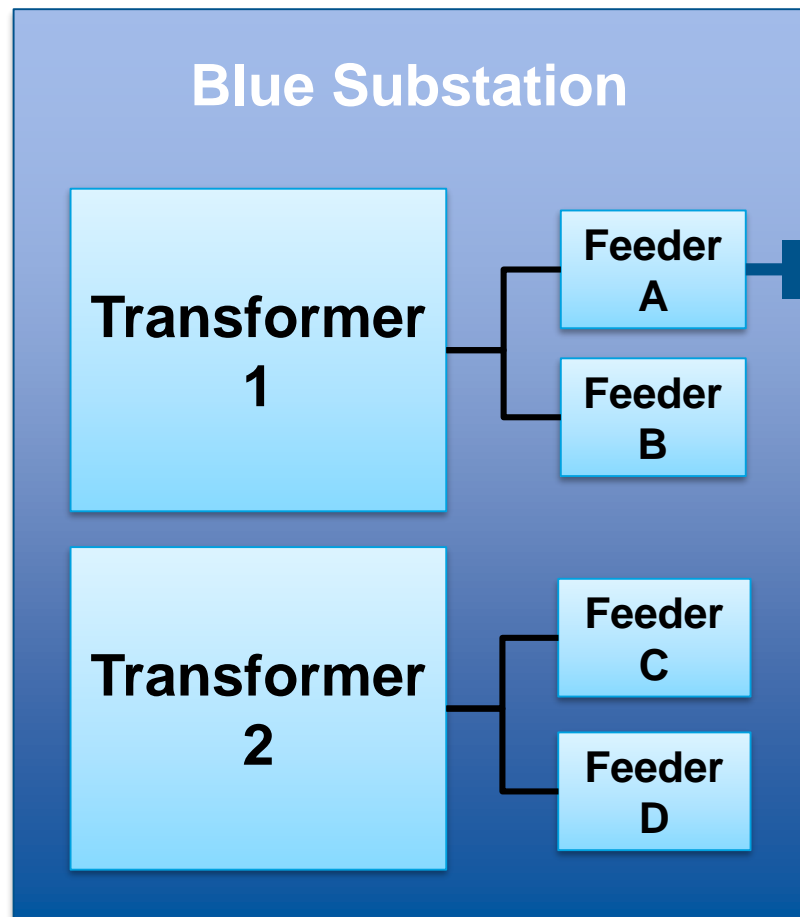 Blue Substation
Transformer
1
Feeder
A
Feeder
B
Transformer
2
Feeder
C
Feeder
D